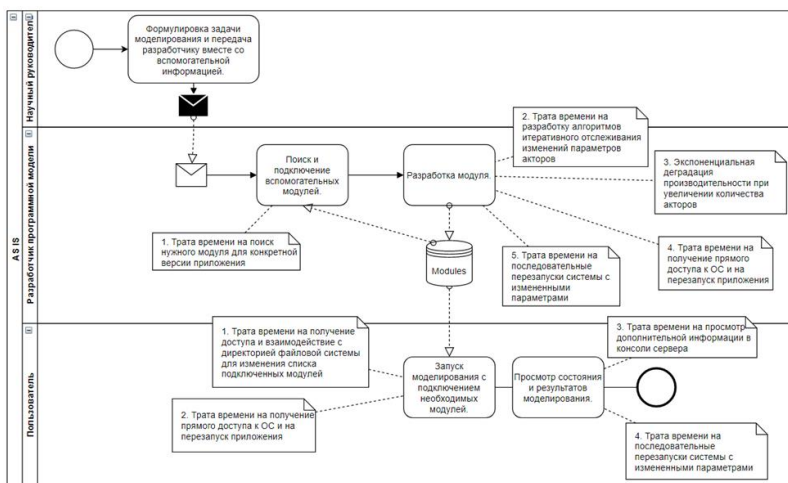 AS IS
Научный руководитель
Формулировка задачи
моделирования и передача
разработчику вместе со
вспомогательной
информацией.
Разработчик программной модели
Поиск и
подключение
вспомогательных
модулей.
Разработка модуля.
2. Трата времени на
разработку алгоритмов
итеративного отслеживания
изменений параметров
акторов
3. Экспоненциальная
деградация
производительности при
увеличении количества
акторов
1. Трата времени на поиск
нужного модуля для конкретной
версии приложения
Modules
5. Трата времени на
последовательные
перезапуски системы с
измененными
параметрами
4. Трата времени на
получение прямого
доступа к ОС и на
перезапуск приложения
Пользователь
1. Трата времени на получение
доступа и взаимодействие с
директорией файловой системы
для изменения списка
подключенных модулей
2. Трата времени на получение
прямого доступа к ОС и на
перезапуск приложения
Запуск
моделирования с
подключением
необходимых
модулей.
Просмотр состояния
и результатов
моделирования.
3. Трата времени на просмотр
дополнительной информации в
консоли сервера
4. Трата времени на
последовательные
перезапуски системы с
измененными параметрами